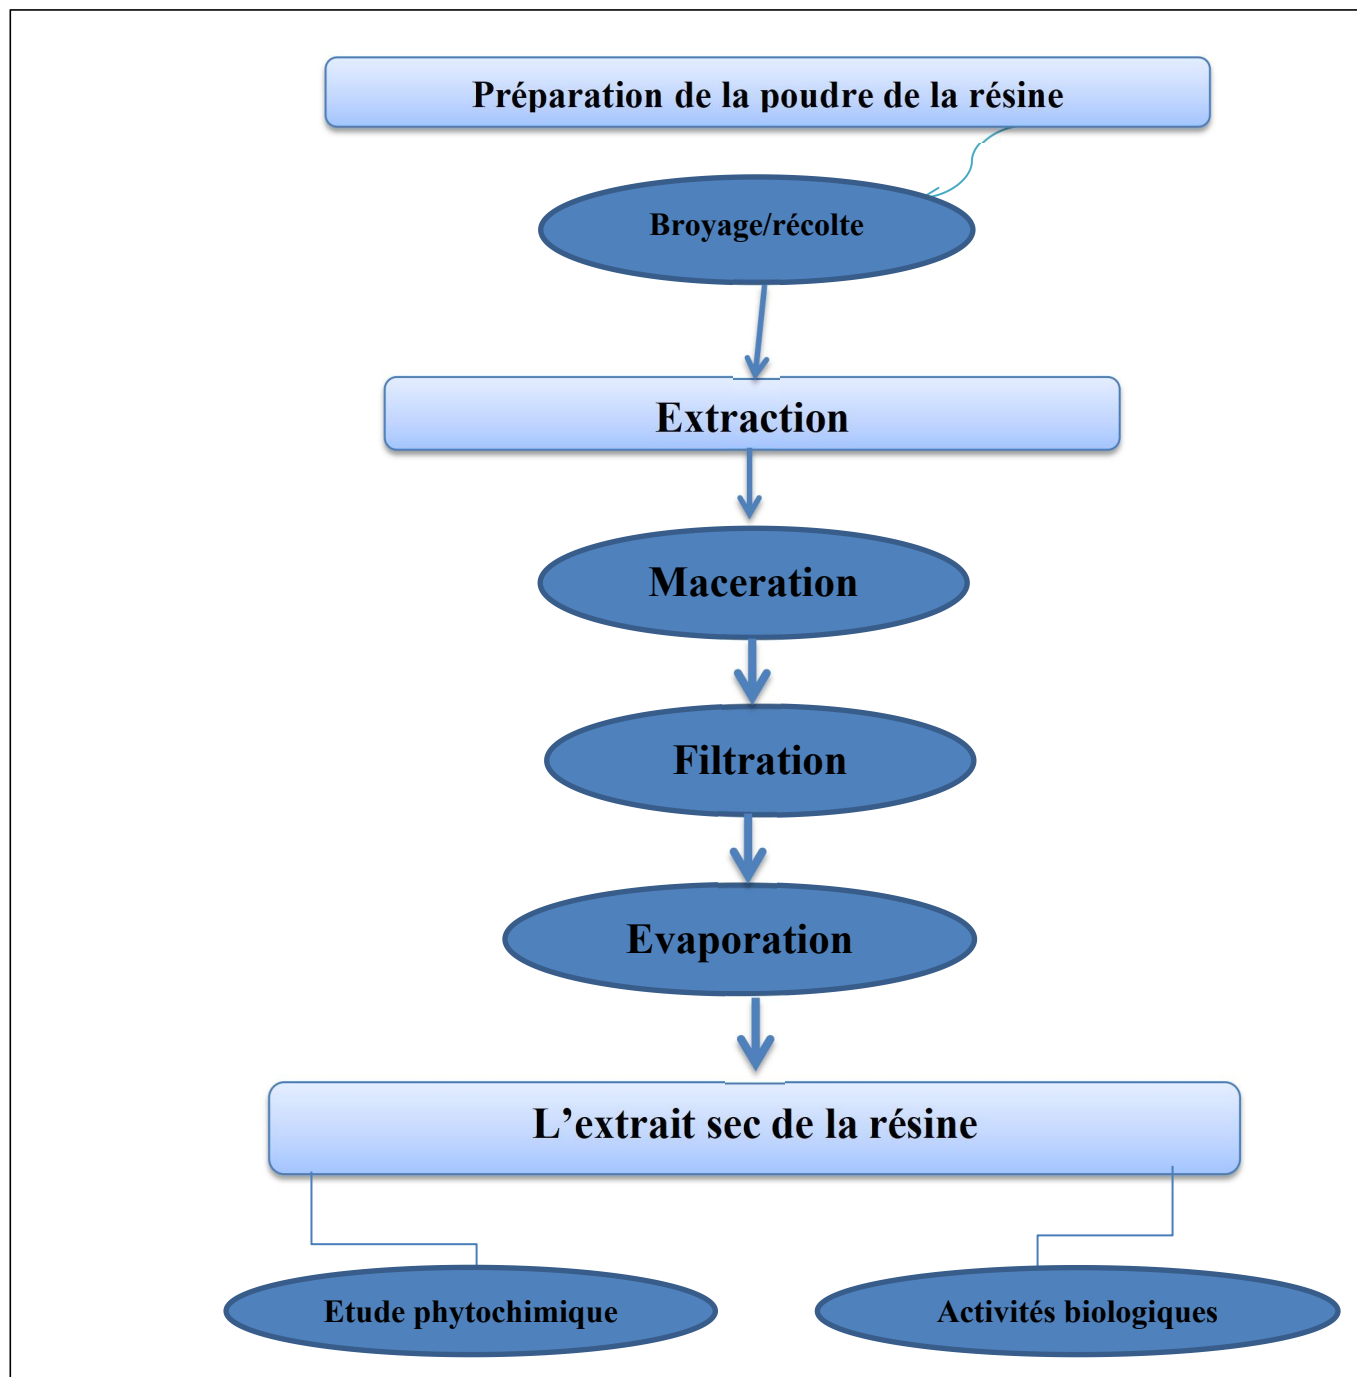 Préparation de la poudre de la résine
Broyage/récolte
Extraction
Maceration
Filtration
Evaporation
L’extrait sec de la résine
Etude phytochimique
Activités biologiques